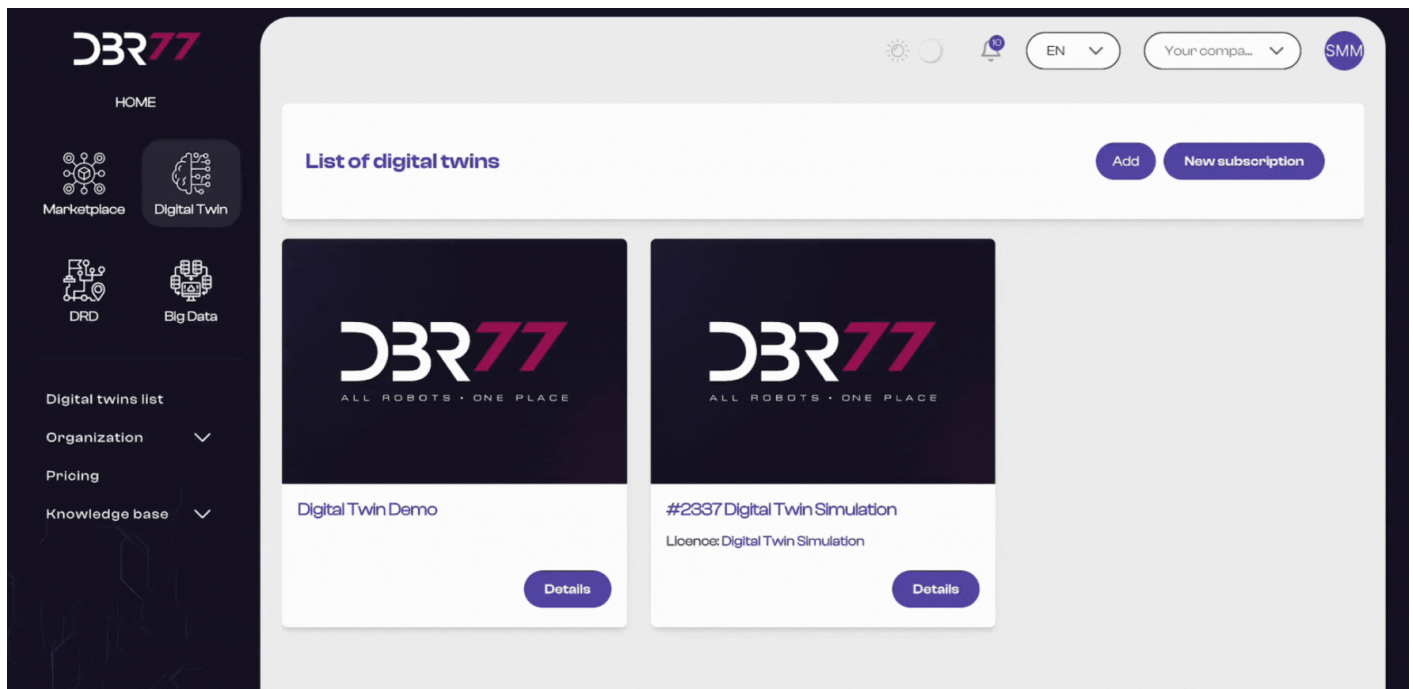 DBR77
HOME
Marketplace
Digital Twin
DRD
Big Data
Digital twins list
Organization
Pricing
Knowledge base
10
EN
Your compa...
SMM
List of digital twins
Add
New subscription
DBR77
ALL ROBOTS • ONE PLACE
Digital Twin Demo
Details
DBR77
ALL ROBOTS • ONE PLACE
#2337 Digital Twin Simulation
Licence: Digital Twin Simulation
Details